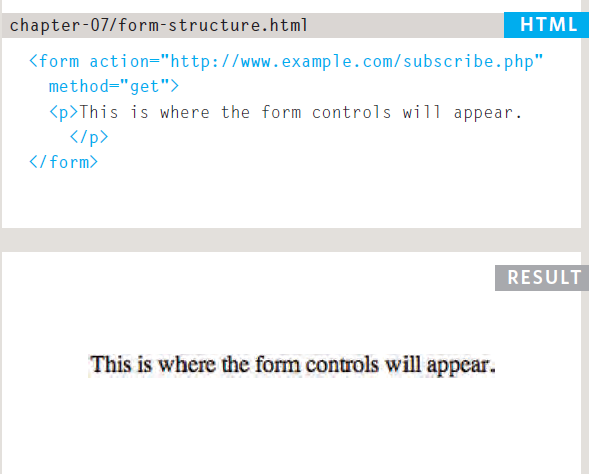 chapter-07/form-structure.html HTML
<form action="http://www.example.com/subscribe.php"
method="get">
<p>This is where the form controls will appear.
</p>
</form>
RESULT
This is where the form controls will appear.